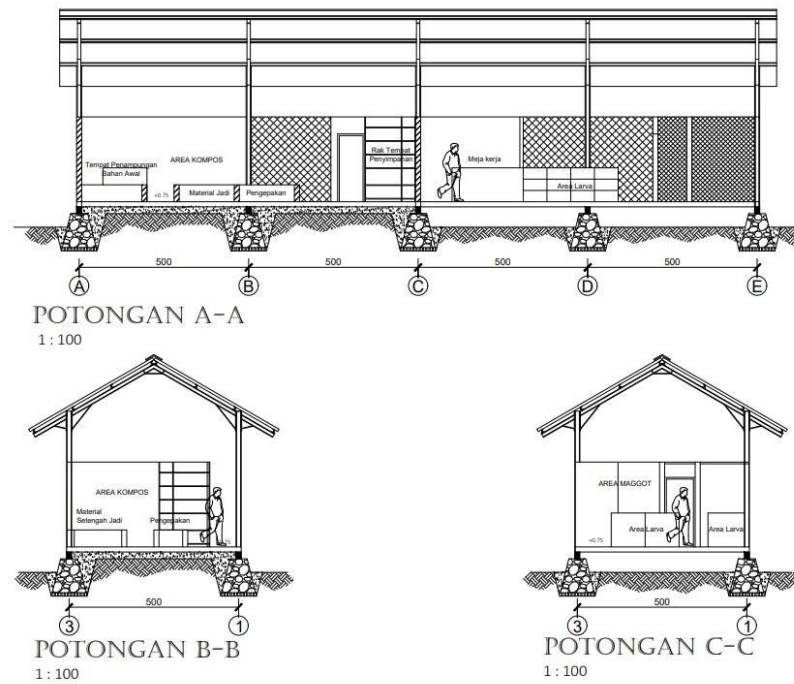 Tempat Penampungan
Bahan Awal
AREA KOMPOS
+0.75
Material Jadi
Pengepakan
Rak Tempat
Penyimpanan
Meja kerja
Area Larva
500
500
500
500
A
B
C
D
E
POTONGAN A-A
1 : 100
AREA KOMPOS
Material
Setengah Jadi
Pengepakan
500
3
1
POTONGAN B-B
1 : 100
AREA MAGGOT
Area Larva
Area Larva
+0.75
500
3
1
POTONGAN C-C
1 : 100